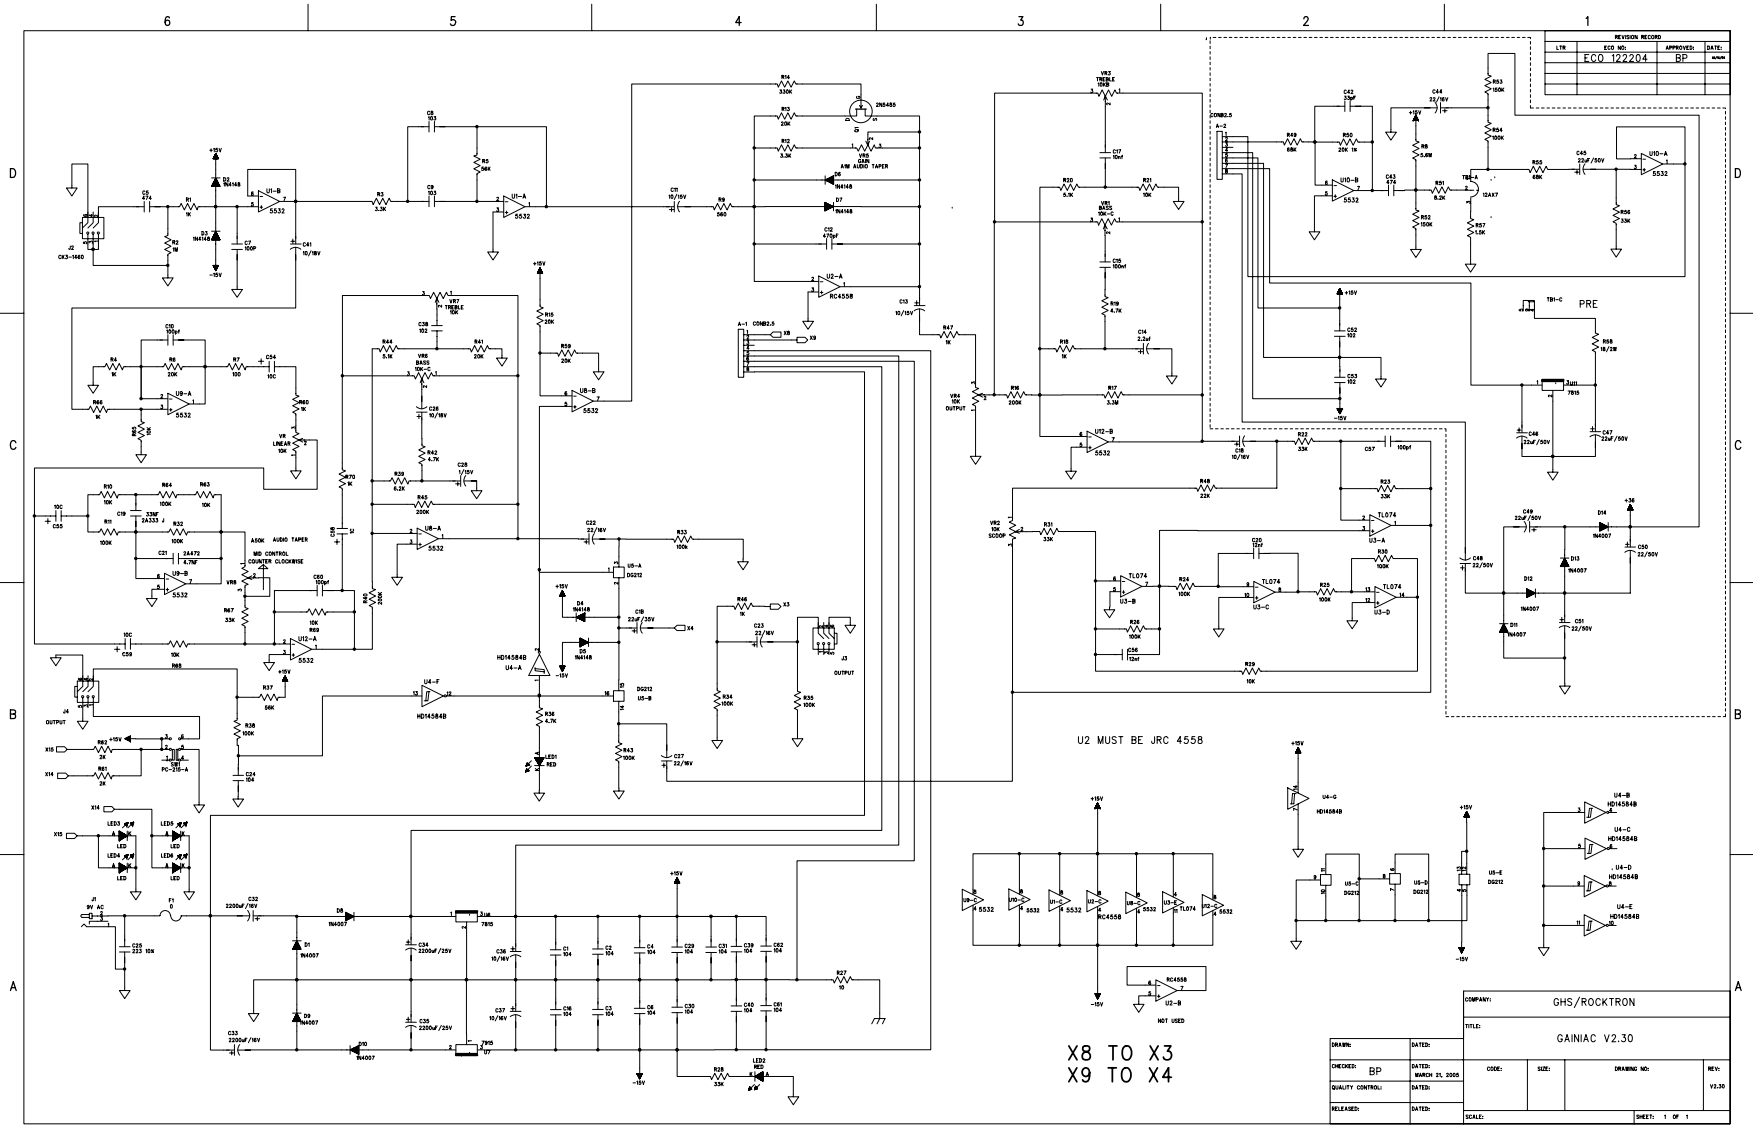 6 5 4 3 2 1
REVISION RECORD
LTR ECO NO: APPROVED: DATE:
ECO 122204 BP
D
C
B
A
J2
CK3-1460
C5
474
R1
1K
R2
1M
D2
1N4148
D3
1N4148
+15V
-15V
C7
100P
U1-B
5532
C41
10/16V
R3
3.3K
C8
103
C9
103
R5
56K
U1-A
5532
C11
10/15V
R9
560
R14
330K
R13
20K
R12
3.3K
2N5485
Q1
VR5
GAIN
A1M AUDIO TAPER
D6
1N4148
D7
1N4148
C12
470pf
U2-A
RC4558
C13
10/15V
R47
1K
VR4
10K
OUTPUT
R16
200K
VR3
TREBLE
10KB
C17
10nf
R20
5.1K
R21
10K
VR1
BASS
10K-C
C15
100nf
R19
4.7K
R18
1K
C14
2.2uf
R17
3.3M
U12-B
5532
CONB2.5
A-2
R49
68K
C42
33pF
R50
20K 1%
U10-B
5532
C43
474
R8
5.6M
R52
150K
R91
8.2K
C44
22/16V
R53
150K
R54
100K
12AX7
R57
1.5K
R55
68K
C45
22uF/50V
R56
33K
U10-A
5532
+15V
C52
102
C53
102
-15V
TB1-C
PRE
R58
18/2W
U11
7815
C46
22uF/50V
C47
22uF/50V
C10
100pf
R4
1K
R6
20K
R7
100
C54
10C
U9-A
5532
R66
1K
R65
10K
R60
1K
VR
LINEAR
10K
VR7
TREBLE
10K
C38
102
R44
5.1K
R41
20K
VR6
BASS
10K-C
C26
10/16V
R42
4.7K
R39
6.2K
C28
1/15V
R45
200K
U8-A
5532
R70
1K
R15
20K
R59
20K
U8-B
5532
A-1 CONB2.5
X8
X9
R10
10K
R64
100K
R63
10K
C55
10C
R11
100K
C19
33NF
2A333 J
R32
100K
C21
2A472
4.7NF
U9-B
5532
A50K AUDIO TAPER
MID CONTROL
COUNTER CLOCKWISE
VR8
R67
33K
C60
100pf
10K
R69
U12-A
5532
R40
200K
10C
C59
10K
R68
C22
22/16V
R33
100k
U5-A
DG212
D4
1N4148
D5
1N4148
22uF/35V
X4
HD14584B
U4-A
DG212
U5-B
R46
1K
X3
C23
22/16V
J3
OUTPUT
R34
100K
R35
100K
J4
OUTPUT
R37
56K
R38
100K
U4-F
HD14584B
R36
4.7K
LED1
RED
R43
100K
C27
22/16V
C24
104
X15
R62
2K
X14
R61
2K
SW1
PC-215-A
X14
X15
LED3
LED
LED5
LED
LED4
LED
LED6
LED
C18
10/16V
R22
33K
C57
100pf
R48
22K
R23
33K
TL074
U3-A
VR2
10K
SCOOP
R31
33K
C20
12nf
TL074
U3-B
R24
100K
TL074
U3-C
R25
100K
R30
100K
TL074
U3-D
R26
100K
C56
12nf
R29
10K
C49
22uF/50V
D14
1N4007
+36
C50
22/50V
C48
22/50V
D13
1N4007
D12
1N4007
D11
1N4007
C51
22/50V
U2 MUST BE JRC 4558
U4-G
HD14584B
U4-B
HD14584B
U4-C
HD14584B
U4-D
HD14584B
U4-E
HD14584B
U5-C
DG212
U5-D
DG212
U5-E
DG212
J1
9V AC
F1
0
C25
223 10%
C32
2200uF/16V
C33
2200uF/16V
D8
1N4007
D1
1N4007
D9
1N4007
D10
1N4007
C34
2200uF/25V
C35
2200uF/25V
U6
7815
7915
U7
C36
10/16V
C37
10/16V
C1
104
C2
104
C4
104
C29
104
C31
104
C39
104
C62
104
C16
104
C3
104
C6
104
C30
104
C40
104
C61
104
R27
10
R28
33K
LED2
RED
U9-C
5532
U10-C
5532
U1-C
5532
U2-C
RC4558
U8-C
5532
U3-E
TL074
U12-C
5532
RC4558
U2-B
NOT USED
X8 TO X3
X9 TO X4
COMPANY: GHS/ROCKTRON
TITLE: GAINIAC V2.30
DRAWN: DATED:
CHECKED: BP DATED: MARCH 21, 2005
QUALITY CONTROL: DATED:
RELEASED: DATED:
CODE: SIZE: DRAWING NO: REV: V2.30
SCALE: SHEET: 1 OF 1